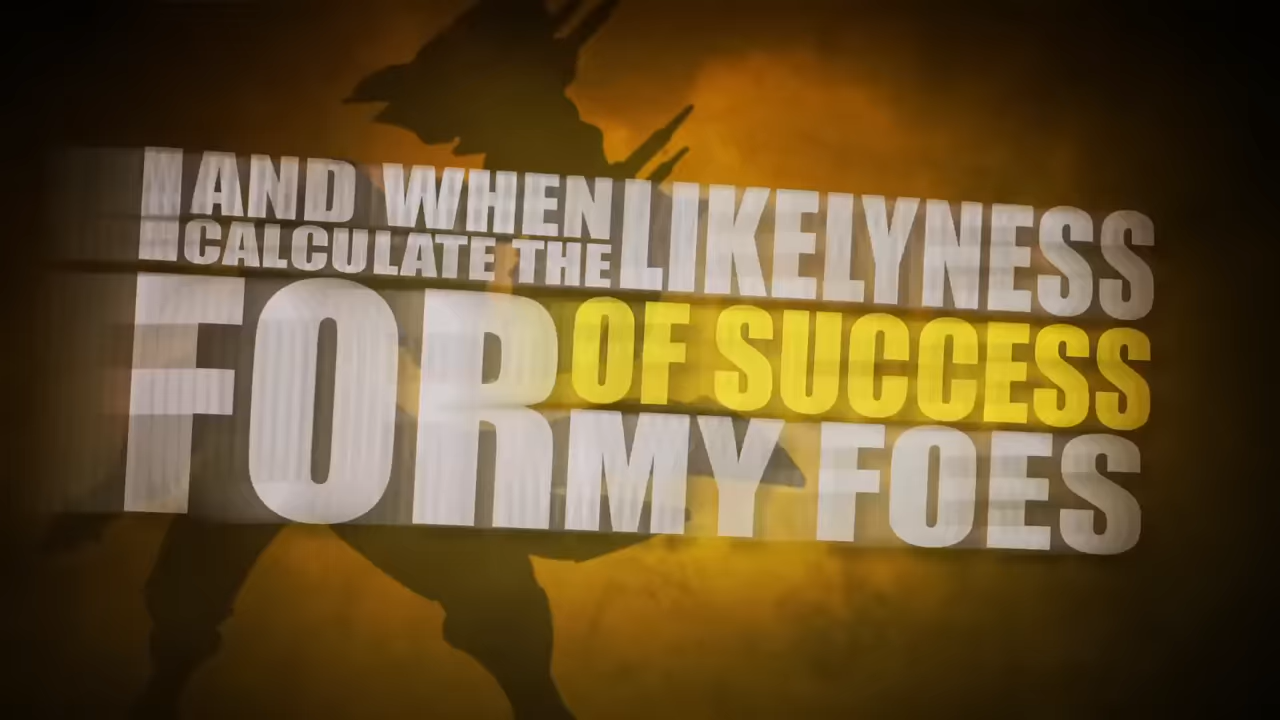 I AND WHEN
CALCULATE THE
LIKELYNESS
FOR
OF SUCCESS
MY FOES